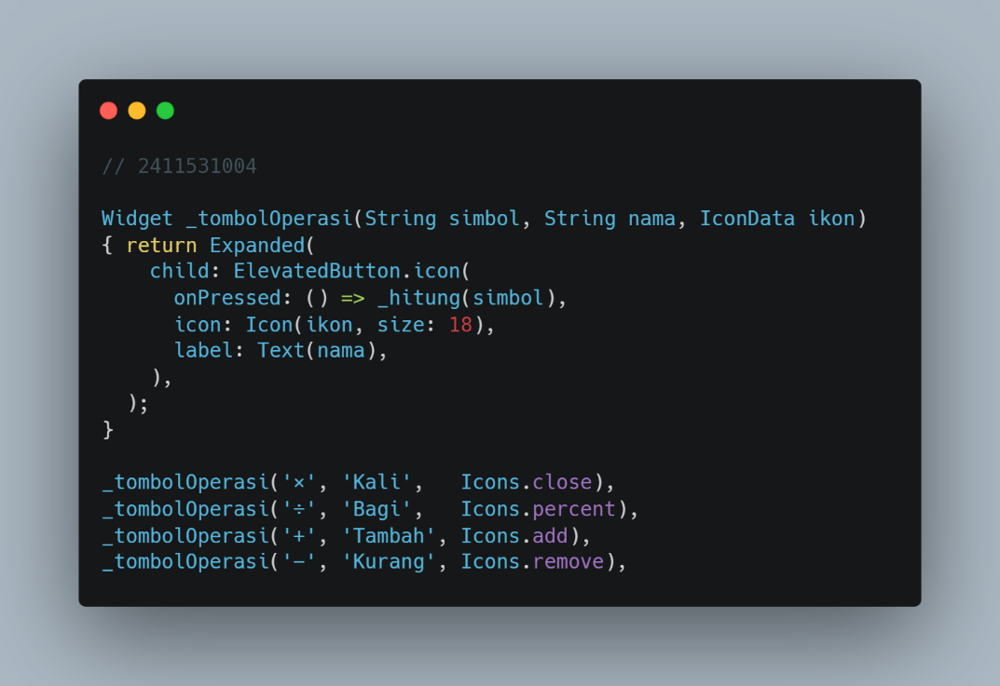 // 2411531004

Widget _tombolOperasi(String simbol, String nama, IconData ikon)
{ return Expanded(
    child: ElevatedButton.icon(
      onPressed: () => _hitung(simbol),
      icon: Icon(ikon, size: 18),
      label: Text(nama),
    ),
  );
}

_tombolOperasi('×', 'Kali',   Icons.close),
_tombolOperasi('÷', 'Bagi',   Icons.percent),
_tombolOperasi('+', 'Tambah', Icons.add),
_tombolOperasi('−', 'Kurang', Icons.remove),